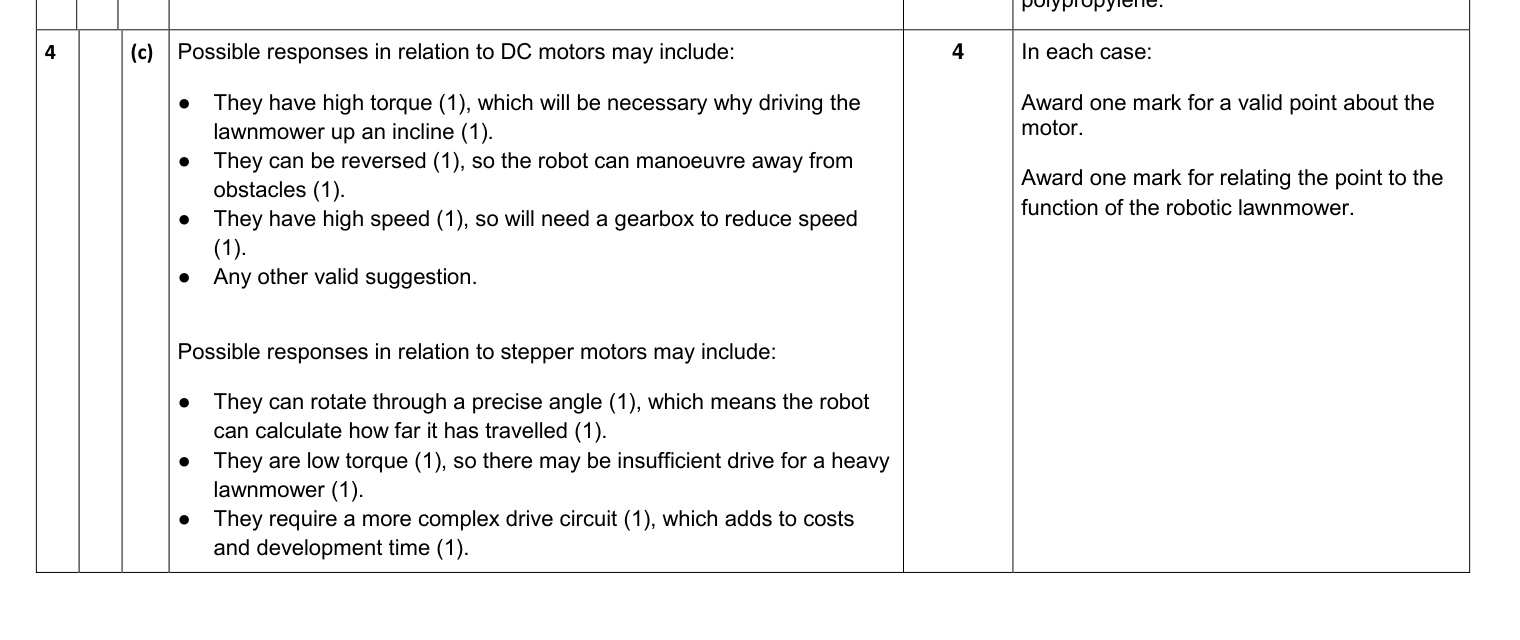 polypropylene.
4 (c) Possible responses in relation to DC motors may include: 4 In each case:
● They have high torque (1), which will be necessary why driving the
lawnmower up an incline (1).
● They can be reversed (1), so the robot can manoeuvre away from
obstacles (1).
● They have high speed (1), so will need a gearbox to reduce speed
(1).
● Any other valid suggestion.
Possible responses in relation to stepper motors may include:
● They can rotate through a precise angle (1), which means the robot
can calculate how far it has travelled (1).
● They are low torque (1), so there may be insufficient drive for a heavy
lawnmower (1).
● They require a more complex drive circuit (1), which adds to costs
and development time (1).
Award one mark for a valid point about the
motor.
Award one mark for relating the point to the
function of the robotic lawnmower.